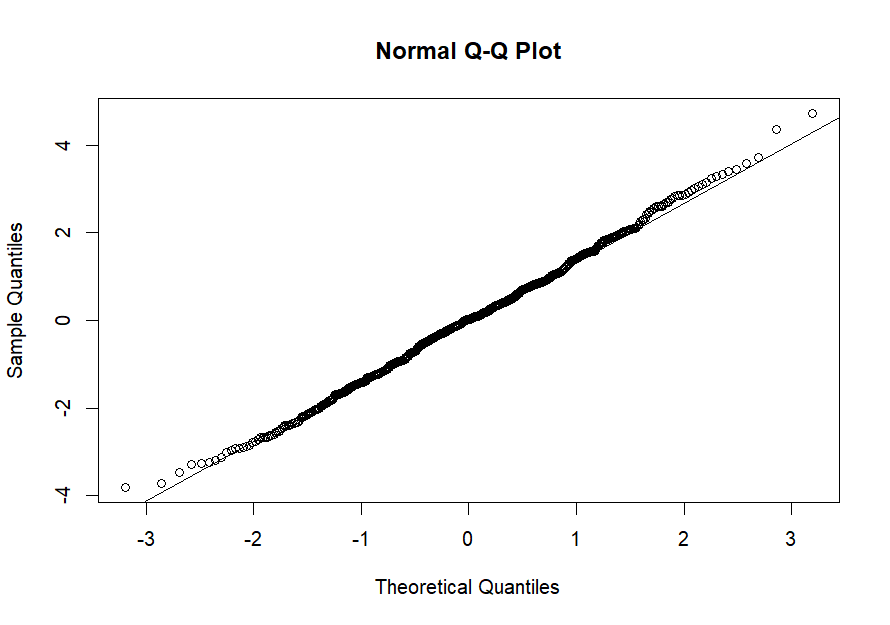 Normal Q-Q Plot
Sample Quantiles
4
2
0
-2
-4
-3 -2 -1 0 1 2 3
Theoretical Quantiles